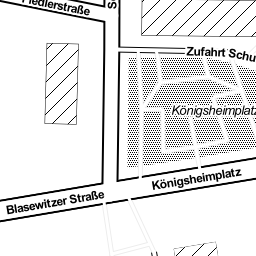 Fiedlerstraße
Zufahrt Schu
Königsheimplatz
Königsheimplatz
Blasewitzer Straße